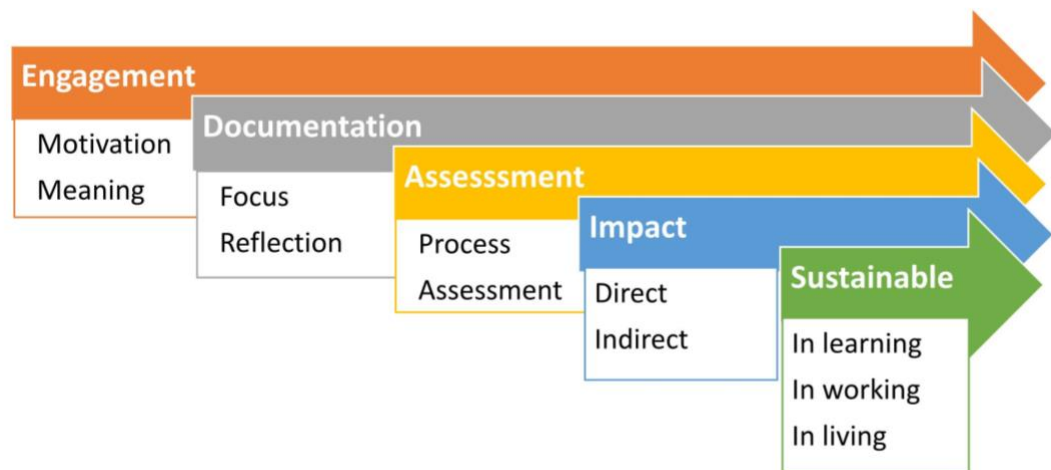 Engagement
Motivation
Meaning
Documentation
Focus
Reflection
Assesssment
Process
Assessment
Impact
Direct
Indirect
Sustainable
In learning
In working
In living